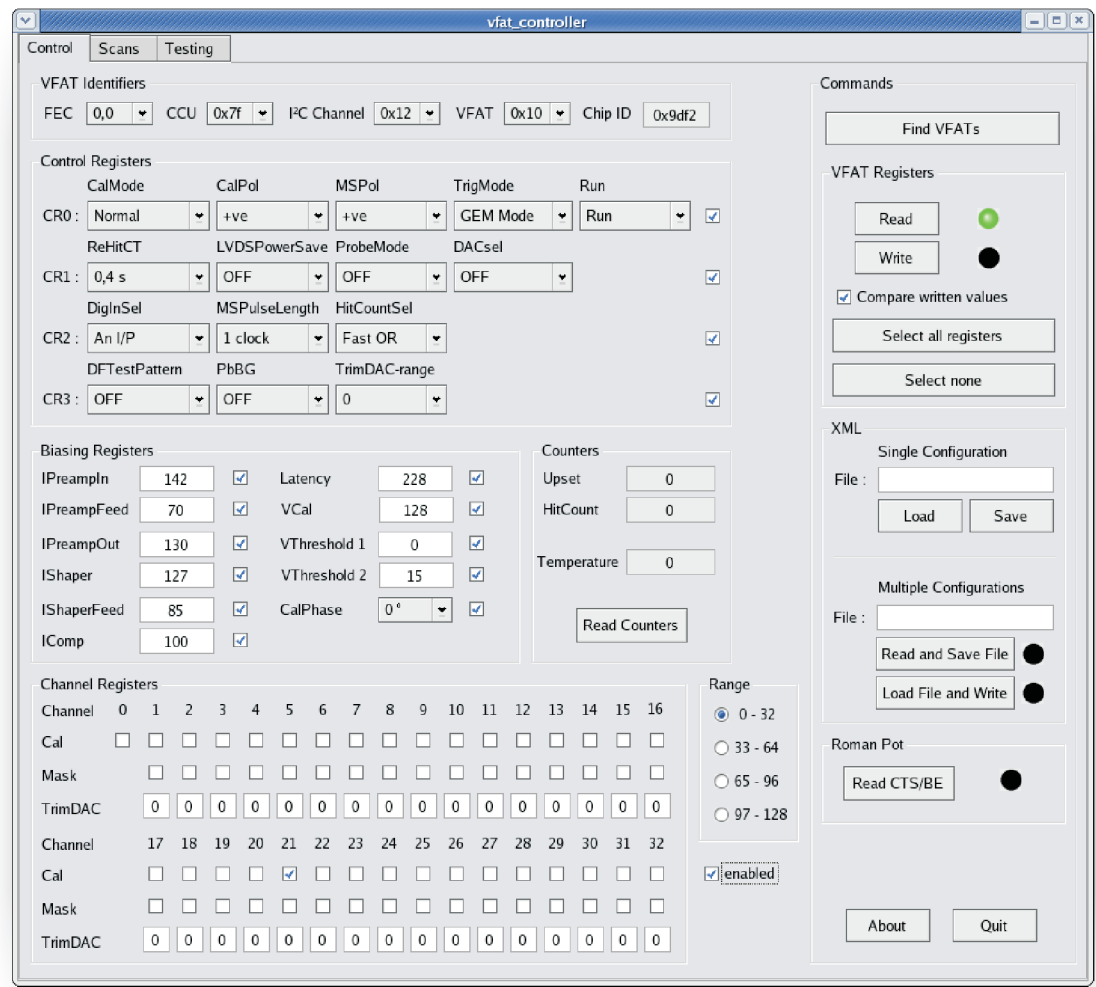 vfat_controller
Control Scans Testing
VFAT Identifiers
FEC 0,0 CCU 0x7f I²C Channel 0x12 VFAT 0x10 Chip ID 0x9df2
Control Registers
CalMode CalPol MSPol TrigMode Run
CR0 : Normal +ve +ve GEM Mode Run
ReHitCT LVDSPowerSave ProbeMode DACsel
CR1 : 0,4 s OFF OFF OFF
DigInSel MSPulseLength HitCountSel
CR2 : An I/P 1 clock Fast OR
DFTestPattern PbBG TrimDAC-range
CR3 : OFF OFF 0
Biasing Registers
IPreampIn 142 Latency 228
IPreampFeed 70 VCal 128
IPreampOut 130 VThreshold 1 0
IShaper 127 VThreshold 2 15
IShaperFeed 85 CalPhase 0 °
IComp 100
Counters
Upset 0
HitCount 0
Temperature 0
Read Counters
Channel Registers
Channel 0 1 2 3 4 5 6 7 8 9 10 11 12 13 14 15 16
Cal
Mask
TrimDAC 0 0 0 0 0 0 0 0 0 0 0 0 0 0 0 0
Channel 17 18 19 20 21 22 23 24 25 26 27 28 29 30 31 32
Cal
Mask
TrimDAC 0 0 0 0 0 0 0 0 0 0 0 0 0 0 0 0
Range
0 - 32
33 - 64
65 - 96
97 - 128
enabled
Commands
Find VFATs
VFAT Registers
Read
Write
Compare written values
Select all registers
Select none
XML
Single Configuration
File :
Load Save
Multiple Configurations
File :
Read and Save File
Load File and Write
Roman Pot
Read CTS/BE
About Quit